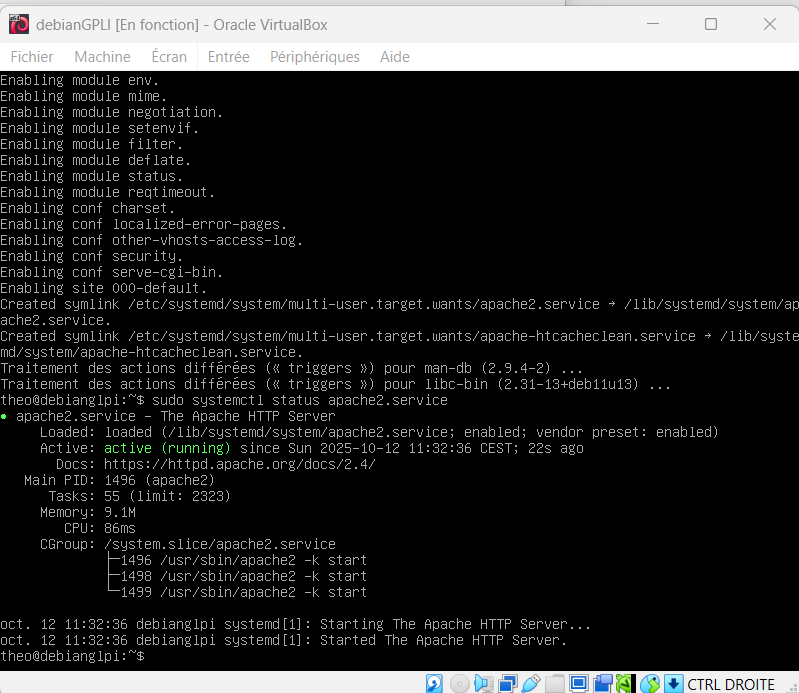 debianGPLI [En fonction] - Oracle VirtualBox
Fichier Machine Écran Entrée Périphériques Aide
Enabling module env.
Enabling module mime.
Enabling module negotiation.
Enabling module setenvif.
Enabling module filter.
Enabling module deflate.
Enabling module status.
Enabling module reqtimeout.
Enabling conf charset.
Enabling conf localized-error-pages.
Enabling conf other-vhosts-access-log.
Enabling conf security.
Enabling conf serve-cgi-bin.
Enabling site 000-default.
Created symlink /etc/systemd/system/multi-user.target.wants/apache2.service → /lib/systemd/system/ap
ache2.service.
Created symlink /etc/systemd/system/multi-user.target.wants/apache-htcacheclean.service → /lib/syste
md/system/apache-htcacheclean.service.
Traitement des actions différées (« triggers ») pour man-db (2.9.4-2) ...
Traitement des actions différées (« triggers ») pour libc-bin (2.31-13+deb11u13) ...
theo@debianglpi:~$ sudo systemctl status apache2.service
● apache2.service - The Apache HTTP Server
Loaded: loaded (/lib/systemd/system/apache2.service; enabled; vendor preset: enabled)
Active: active (running) since Sun 2025-10-12 11:32:36 CEST; 22s ago
Docs: https://httpd.apache.org/docs/2.4/
Main PID: 1496 (apache2)
Tasks: 55 (limit: 2323)
Memory: 9.1M
CPU: 86ms
CGroup: /system.slice/apache2.service
├─1496 /usr/sbin/apache2 -k start
├─1498 /usr/sbin/apache2 -k start
└─1499 /usr/sbin/apache2 -k start
oct. 12 11:32:36 debianglpi systemd[1]: Starting The Apache HTTP Server...
oct. 12 11:32:36 debianglpi systemd[1]: Started The Apache HTTP Server.
theo@debianglpi:~$
CTRL DROITE